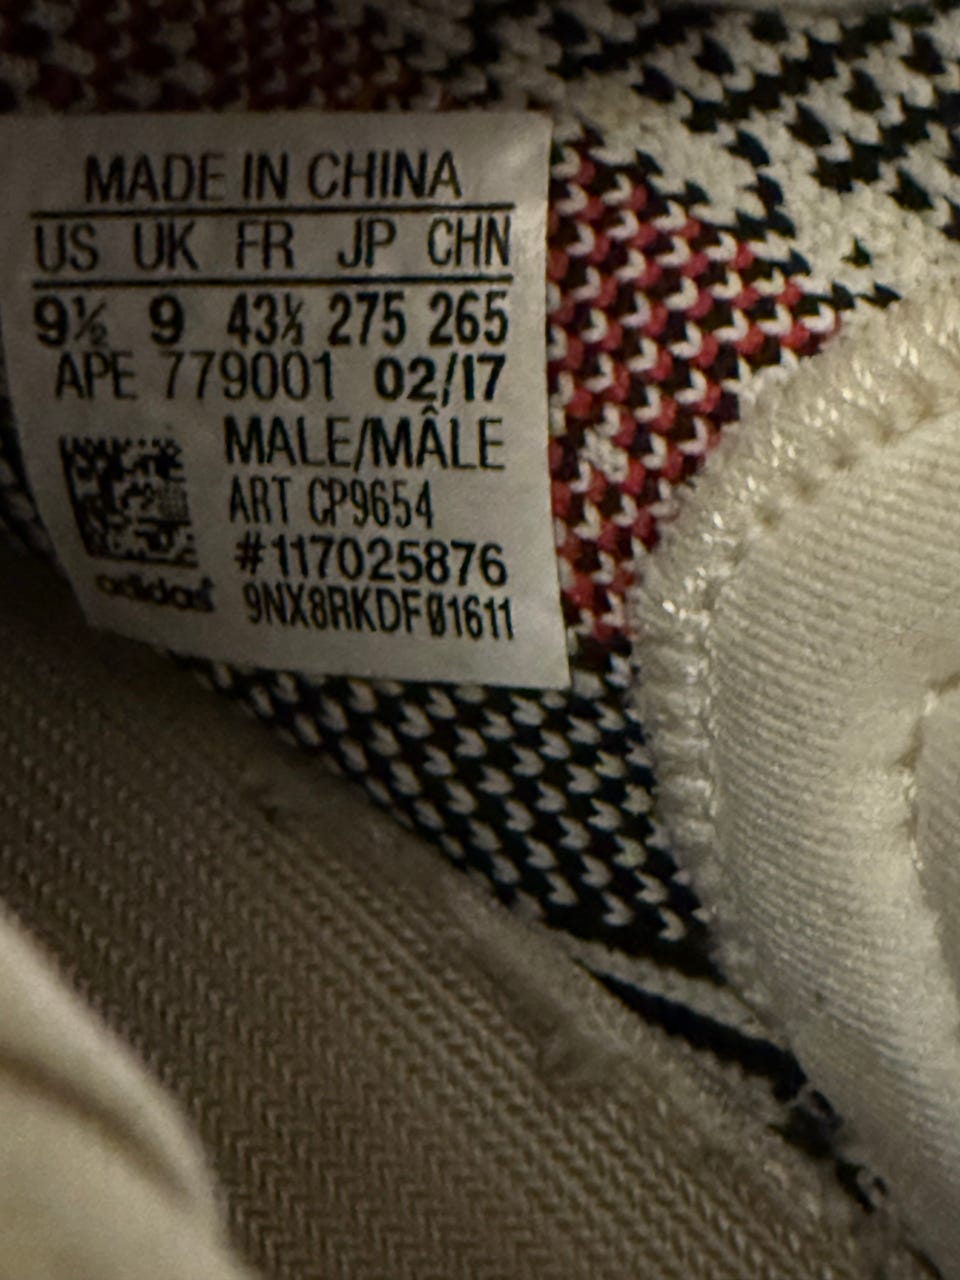 MADE IN CHINA
US UK FR JP CHN
9½ 9 43⅓ 275 265
APE 779001 02/17
MALE/MÂLE
ART CP9654
#117025876
adidas 9NX8RKDF01611